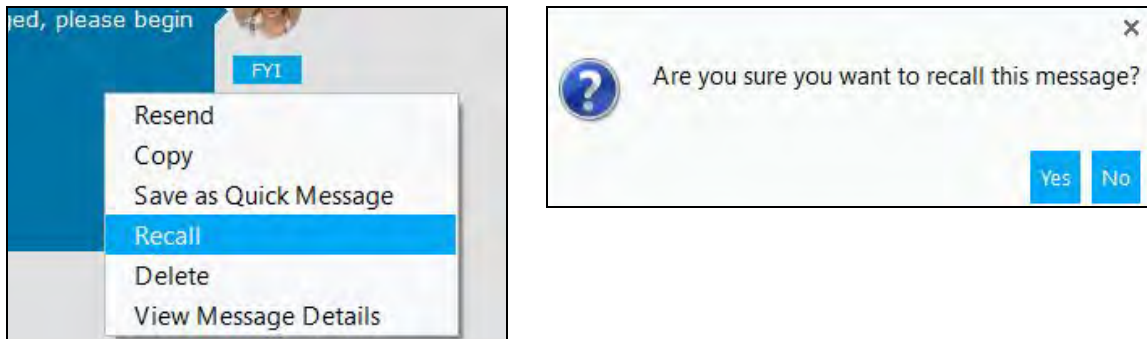 ged, please begin
FYI
Resend
Copy
Save as Quick Message
Recall
Delete
View Message Details
Are you sure you want to recall this message?
Yes No